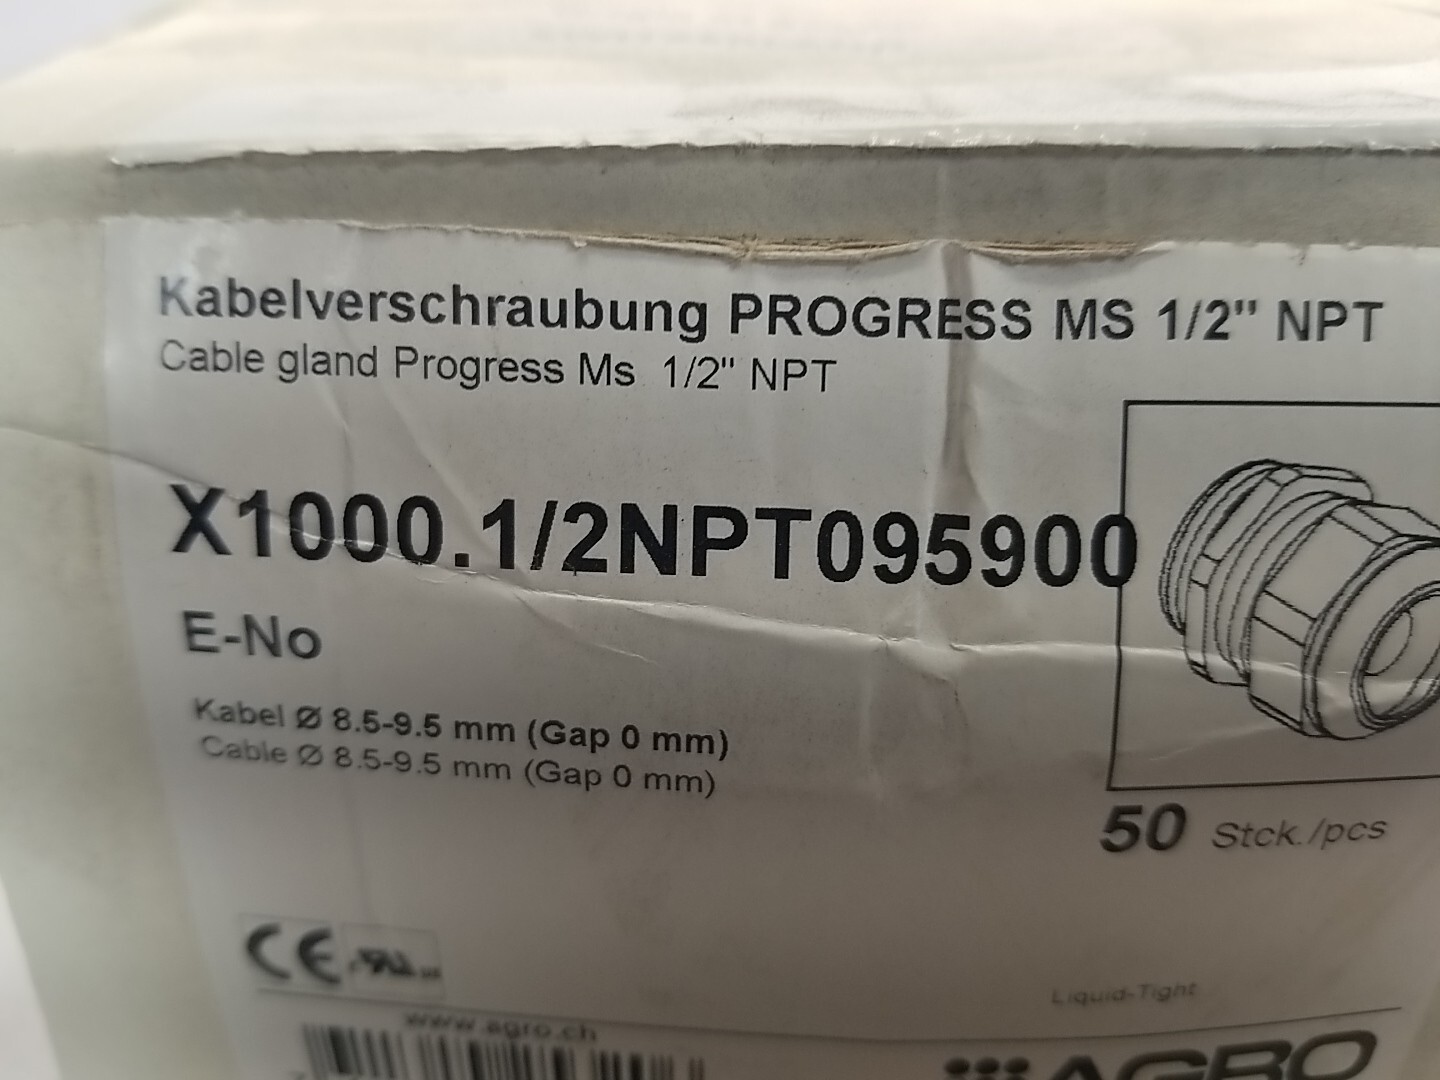 Kabelverschraubung PROGRESS MS 1/2" NPT
Cable gland Progress Ms 1/2" NPT
X1000.1/2NPT095900
E-No
Kabel Ø 8.5-9.5 mm (Gap 0 mm)
Cable Ø 8.5-9.5 mm (Gap 0 mm)
50 Stck./pcs
CE
Liquid-Tight
www.agro.ch
AGRO